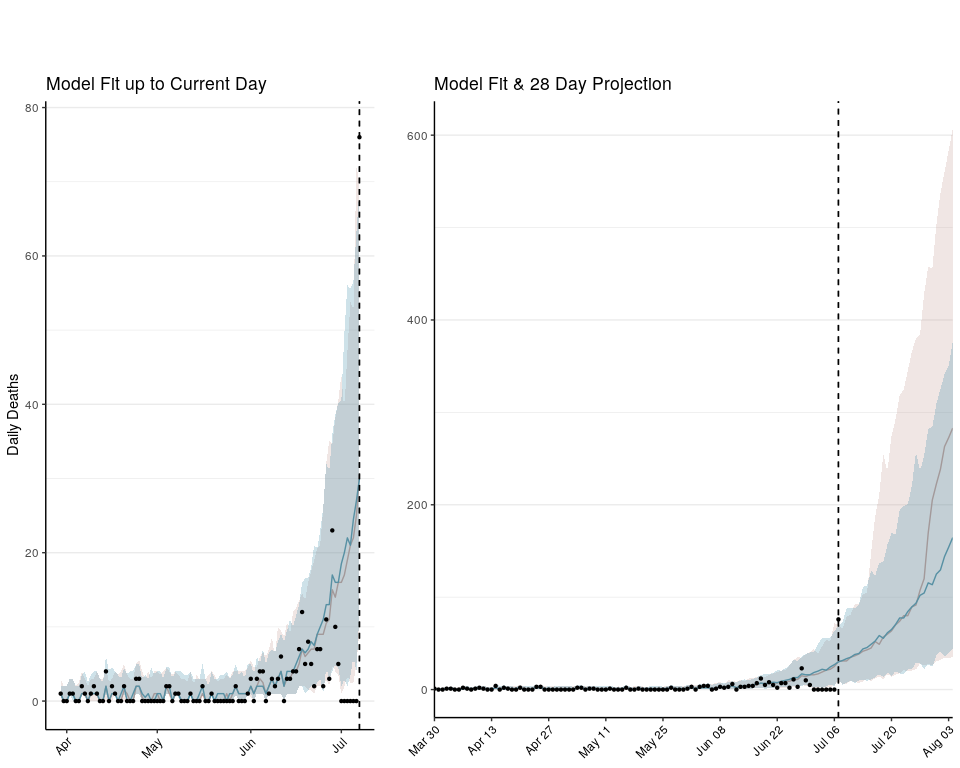 Model Fit up to Current Day
Daily Deaths
80
60
40
20
0
Apr
May
Jun
Jul
Model Fit & 28 Day Projection
600
400
200
0
Mar 30
Apr 13
Apr 27
May 11
May 25
Jun 08
Jun 22
Jul 06
Jul 20
Aug 03